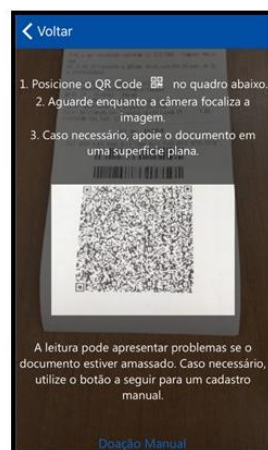 Voltar
1. Posicione o QR Code no quadro abaixo.
2. Aguarde enquanto a câmera focaliza a
imagem.
3. Caso necessário, apoie o documento em
uma superfície plana.
A leitura pode apresentar problemas se o
documento estiver amassado. Caso necessário,
utilize o botão a seguir para um cadastro
manual.
Doação Manual